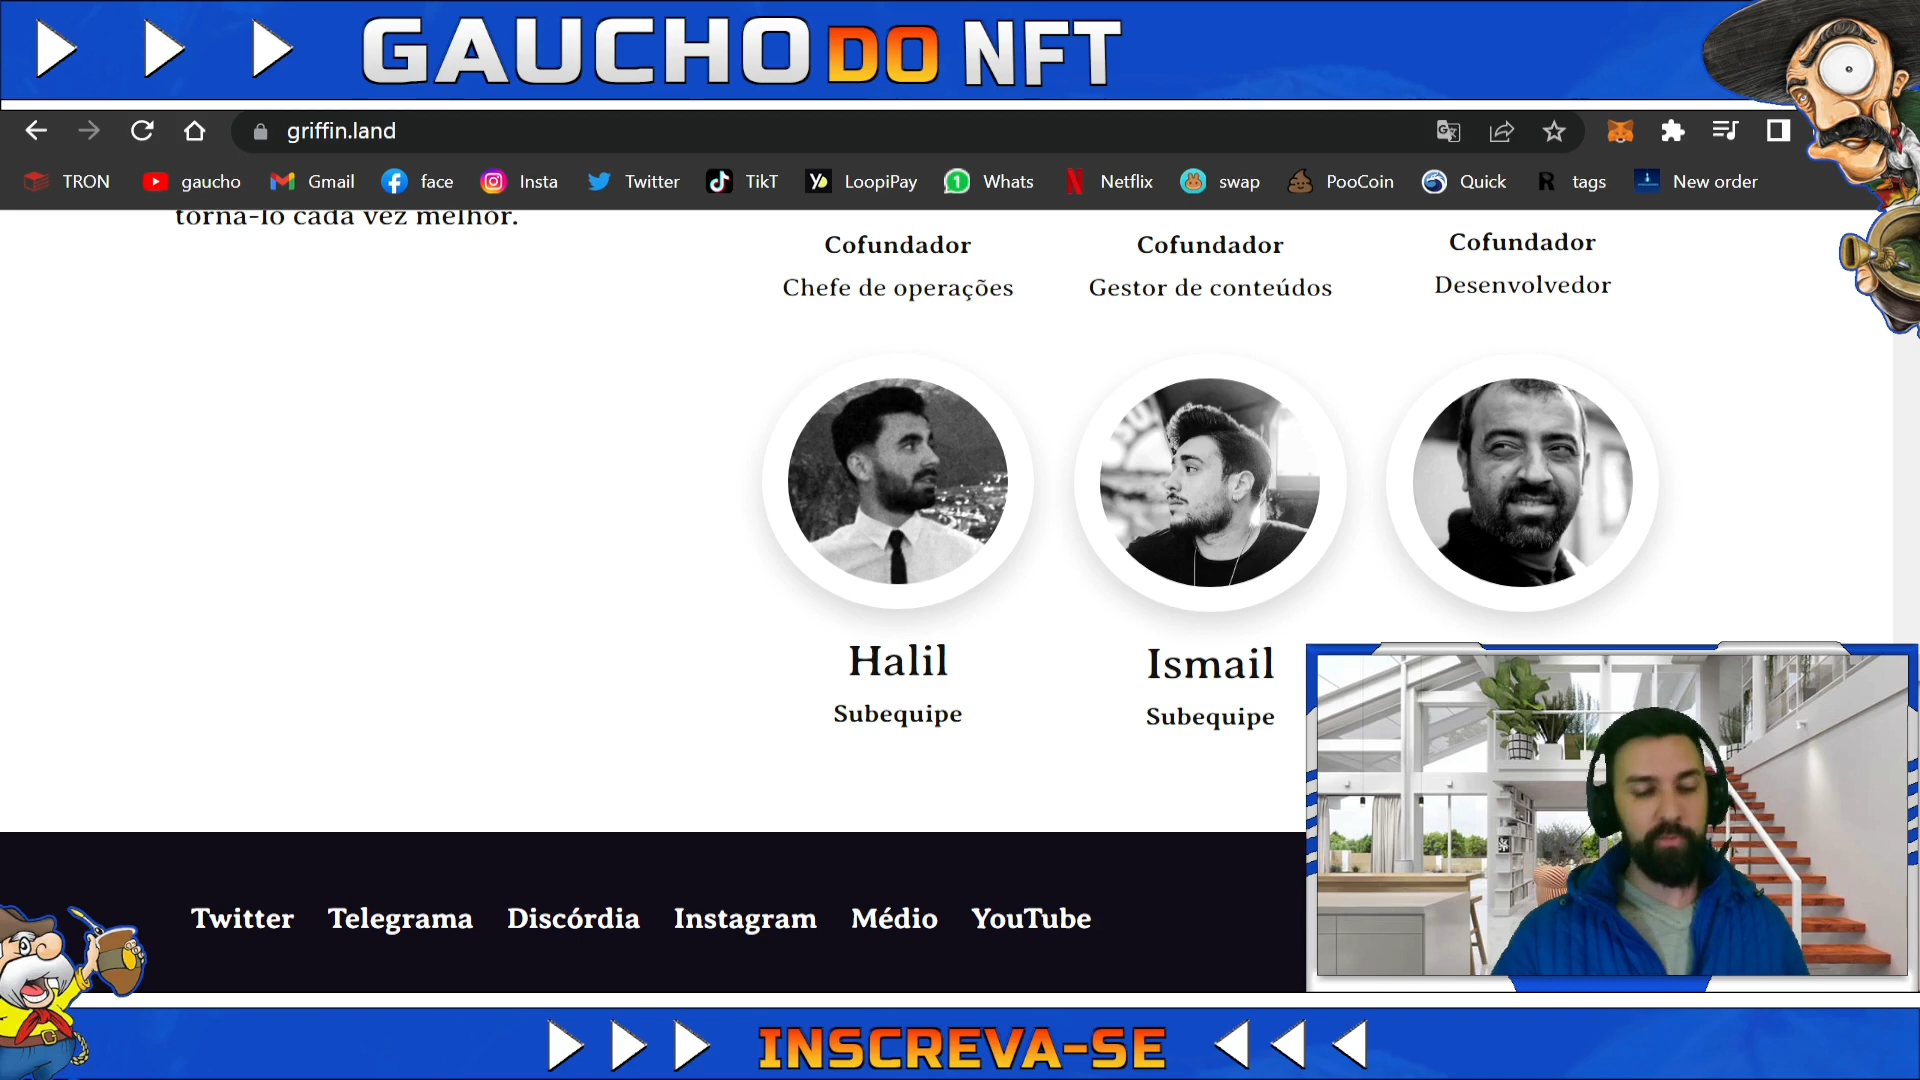 GAUCHO DO NFT
griffin.land
TRON gaucho Gmail face Insta Twitter TikT LoopiPay Whats Netflix swap PooCoin Quick tags New order
torná-lo cada vez melhor.
Cofundador
Chefe de operações
Cofundador
Gestor de conteúdos
Cofundador
Desenvolvedor
Halil
Subequipe
Ismail
Subequipe
Twitter Telegrama Discórdia Instagram Médio YouTube
INSCREVA-SE